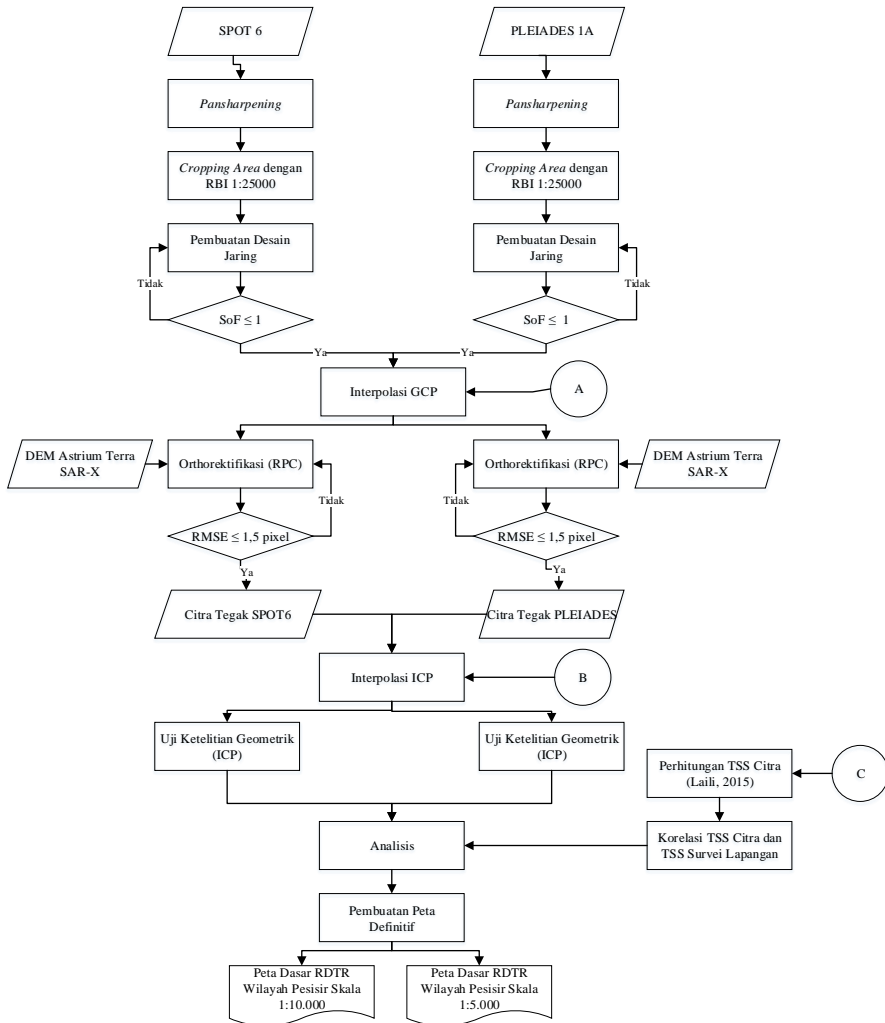 SPOT 6
PLEIADES 1A
Pansharpening
Pansharpening
Cropping Area dengan
RBI 1:25000
Cropping Area dengan
RBI 1:25000
Pembuatan Desain
Jaring
Pembuatan Desain
Jaring
Tidak
Tidak
SoF ≤ 1
SoF ≤ 1
Ya
Ya
Interpolasi GCP
A
DEM Astrium Terra
SAR-X
Orthorektifikasi (RPC)
Orthorektifikasi (RPC)
DEM Astrium Terra
SAR-X
Tidak
Tidak
RMSE ≤ 1,5 pixel
RMSE ≤ 1,5 pixel
Ya
Ya
Citra Tegak SPOT6
Citra Tegak PLEIADES
Interpolasi ICP
B
Uji Ketelitian Geometrik
(ICP)
Uji Ketelitian Geometrik
(ICP)
Perhitungan TSS Citra
(Laili, 2015)
C
Analisis
Korelasi TSS Citra dan
TSS Survei Lapangan
Pembuatan Peta
Definitif
Peta Dasar RDTR
Wilayah Pesisir Skala
1:10.000
Peta Dasar RDTR
Wilayah Pesisir Skala
1:5.000